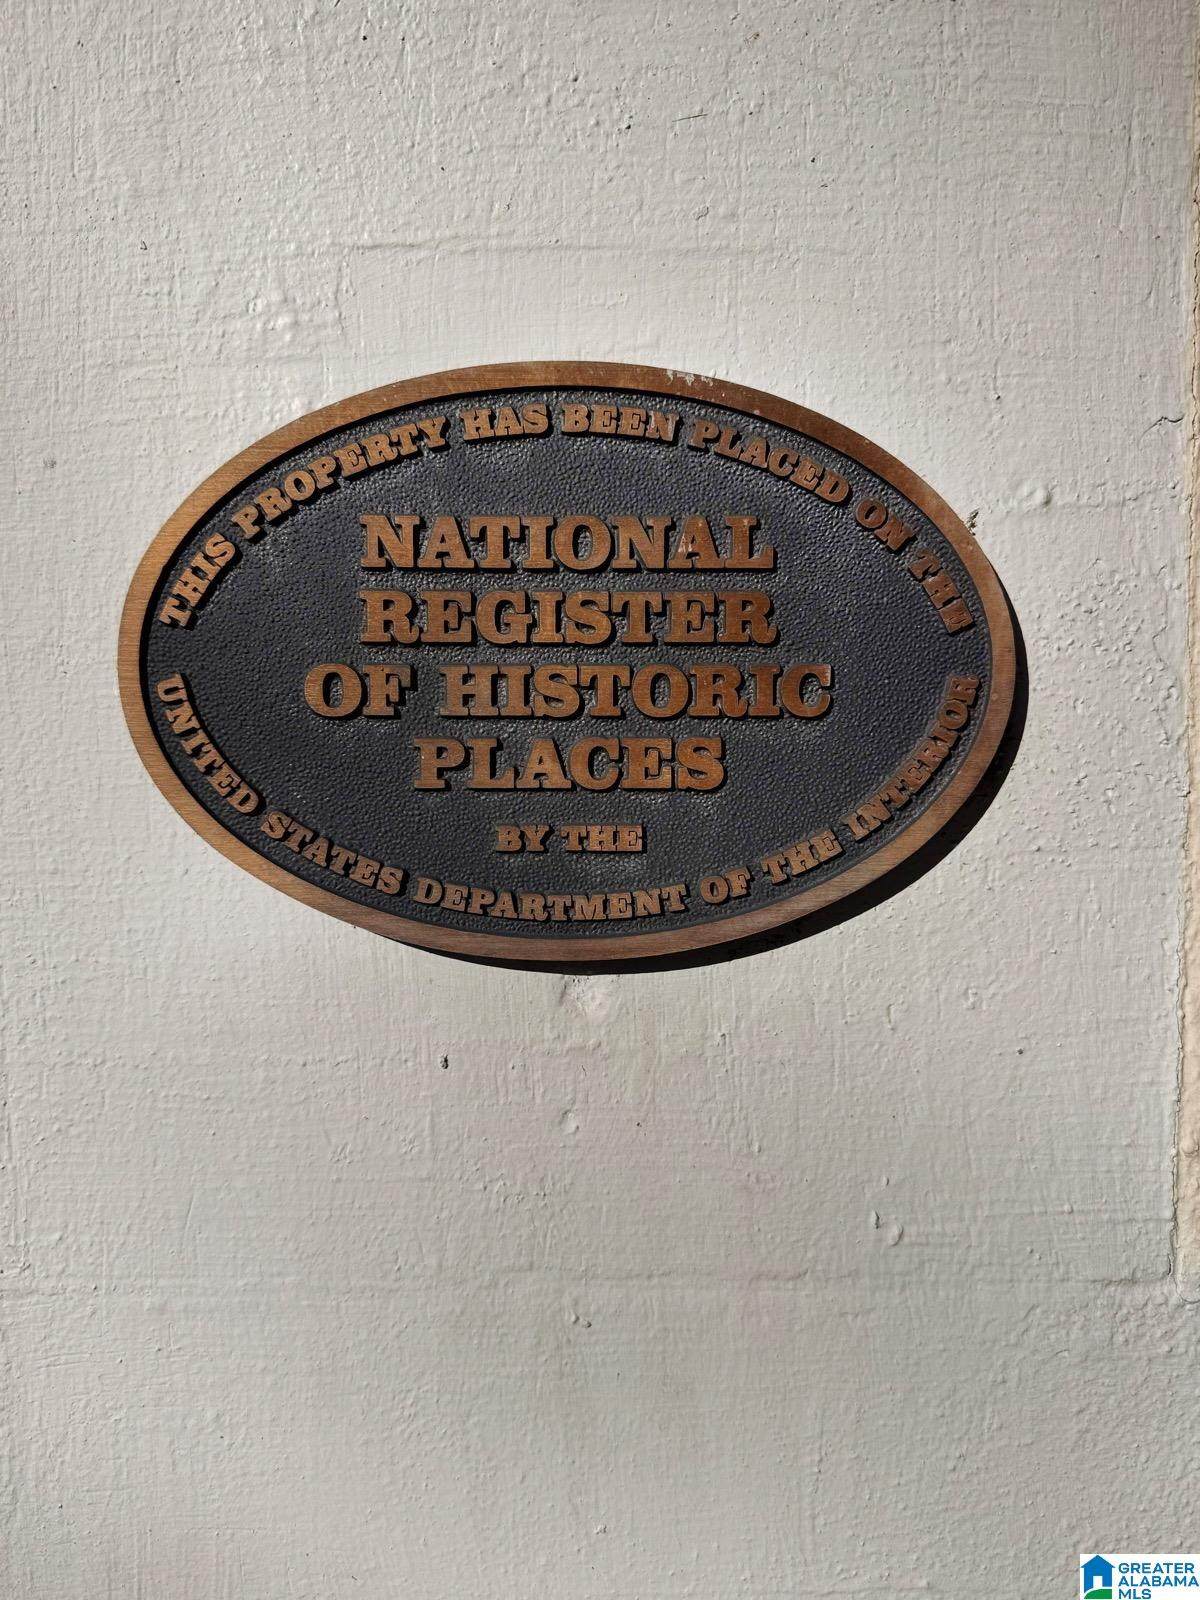 THIS PROPERTY HAS BEEN PLACED ON THE
NATIONAL
REGISTER
OF HISTORIC
PLACES
BY THE
UNITED STATES DEPARTMENT OF THE INTERIOR
GREATER
ALABAMA
MLS